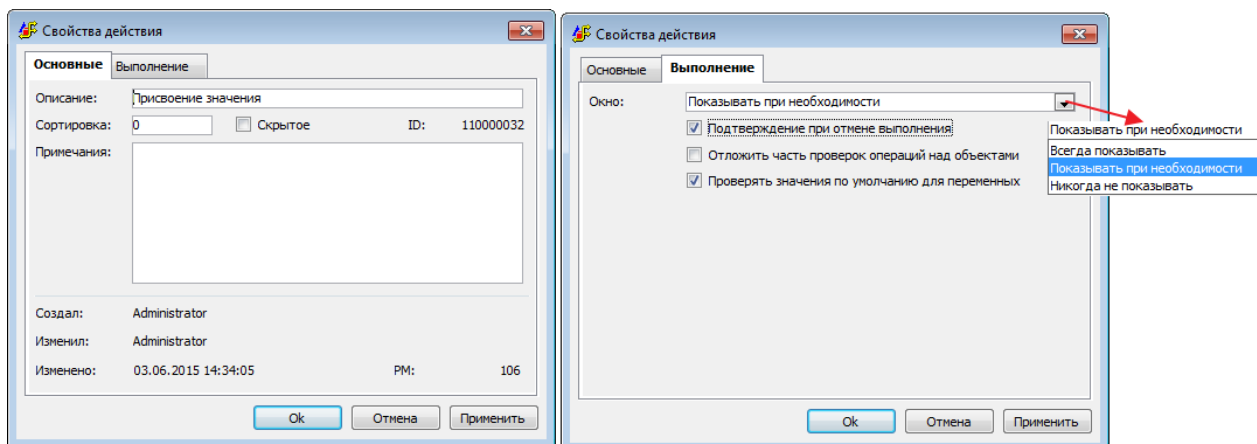 Свойства действия
Основные Выполнение
Описание: Присвоение значения
Сортировка: 0 Скрытое ID: 110000032
Примечания:
Создал: Administrator
Изменил: Administrator
Изменено: 03.06.2015 14:34:05 РМ: 106
Ok Отмена Применить
Свойства действия
Основные Выполнение
Окно: Показывать при необходимости
Подтверждение при отмене выполнения
Отложить часть проверок операций над объектами
Проверять значения по умолчанию для переменных
Ok Отмена Применить
Показывать при необходимости
Всегда показывать
Показывать при необходимости
Никогда не показывать